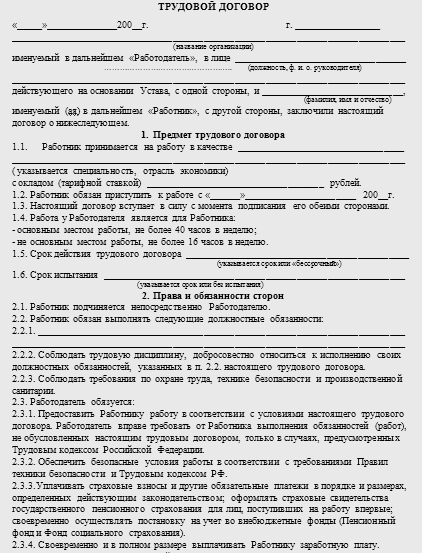 ТРУДОВОЙ ДОГОВОР
«_____»______________200__г. г. _________________
(название организации)
именуемый в дальнейшем «Работодатель», в лице
(должность, ф. и. о. руководителя)
действующего на основании Устава, с одной стороны, и ____________________________,
(фамилия, имя и отчество)
именуемый (ая) в дальнейшем «Работник», с другой стороны, заключили настоящий
договор о нижеследующем.
1. Предмет трудового договора
1.1. Работник принимается на работу в качестве ________________________________
(указывается специальность, отрасль экономики)
с окладом (тарифной ставкой) ___________________________________ рублей.
1.2. Работник обязан приступить к работе с «______»______________________ 200__г.
1.3. Настоящий договор вступает в силу с момента подписания его обеими сторонами.
1.4. Работа у Работодателя является для Работника:
- основным местом работы, не более 40 часов в неделю;
- не основным местом работы, не более 16 часов в неделю.
1.5. Срок действия трудового договора ____________________________________________
(указывается срок или «бессрочный»)
1.6. Срок испытания ____________________________________________________________
(указывается срок или без испытания)
2. Права и обязанности сторон
2.1. Работник подчиняется непосредственно Работодателю.
2.2. Работник обязан выполнять следующие должностные обязанности:
2.2.1. ________________________________________________________________________
2.2.2. Соблюдать трудовую дисциплину, добросовестно относиться к исполнению своих
должностных обязанностей, указанных в п. 2.2. настоящего трудового договора.
2.2.3. Соблюдать требования по охране труда, технике безопасности и производственной
санитарии.
2.3. Работодатель обязуется:
2.3.1. Предоставить Работнику работу в соответствии с условиями настоящего трудового
договора. Работодатель вправе требовать от Работника выполнения обязанностей (работ),
не обусловленных настоящим трудовым договором, только в случаях, предусмотренных
Трудовым кодексом Российской Федерации.
2.3.2. Обеспечить безопасные условия работы в соответствии с требованиями Правил
техники безопасности и Трудовым кодексом РФ.
2.3.3.Уплачивать страховые взносы и другие обязательные платежи в порядке и размерах,
определенных действующим законодательством; оформлять страховые свидетельства
государственного пенсионного страхования для лиц, поступивших на работу впервые;
своевременно осуществлять постановку на учет во внебюджетные фонды (Пенсионный
фонд и Фонд социального страхования).
2.3.4. Своевременно и в полном размере выплачивать Работнику заработную плату.